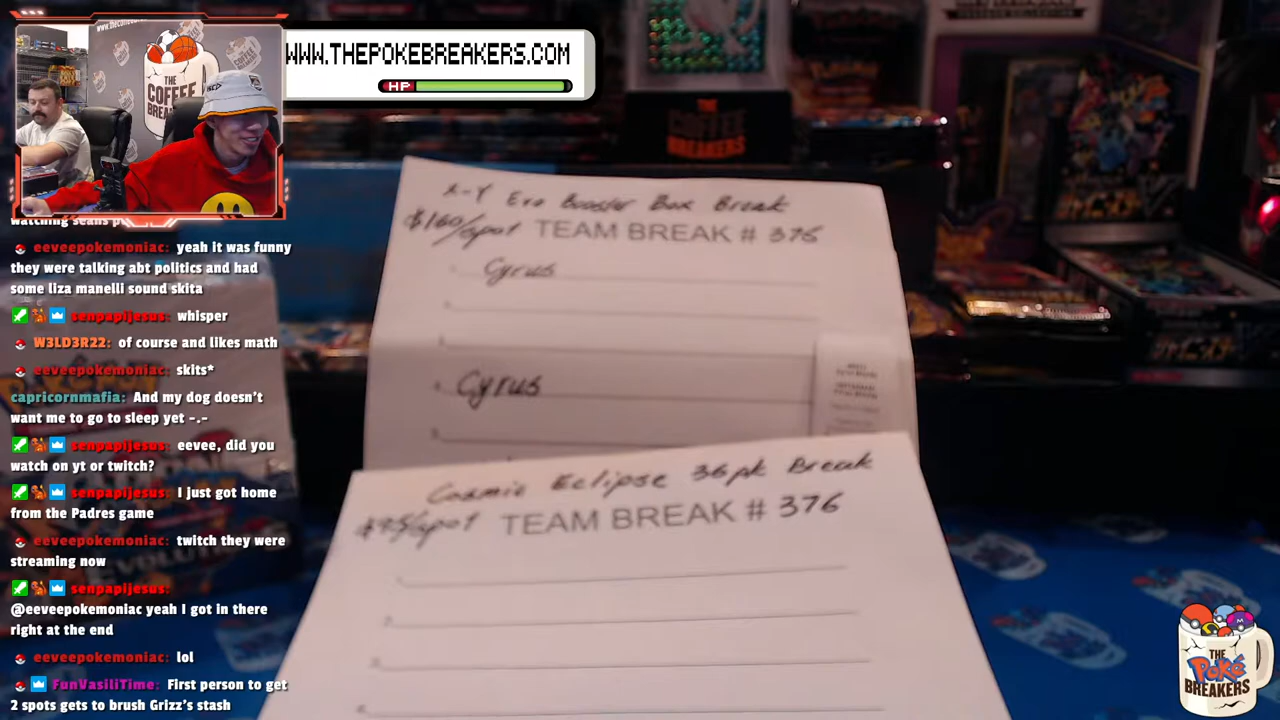 WWW.THEPOKEBREAKERS.COM
HP
THE
COFFEE
BREA
watching seans p
eeveepokemoniac: yeah it was funny
they were talking abt politics and had
some liza manelli sound skita
senpapijesus: whisper
W3LD3R22: of course and likes math
eeveepokemoniac: skits*
capricornmafia: And my dog doesn't
want me to go to sleep yet -.-
senpapijesus: eevee, did you
watch on yt or twitch?
senpapijesus: I just got home
from the Padres game
eeveepokemoniac: twitch they were
streaming now
senpapijesus:
@eeveepokemoniac yeah I got in there
right at the end
eeveepokemoniac: lol
FunVasiliTime: First person to get
2 spots gets to brush Grizz's stash
THE
COFFEE
BREAKERS
X-Y Evo Booster Box Break
$160/spot TEAM BREAK # 375
Cyrus
Cyrus
Cosmic Eclipse 36pk Break
/spot TEAM BREAK # 376
THE
Poké
BREAKERS